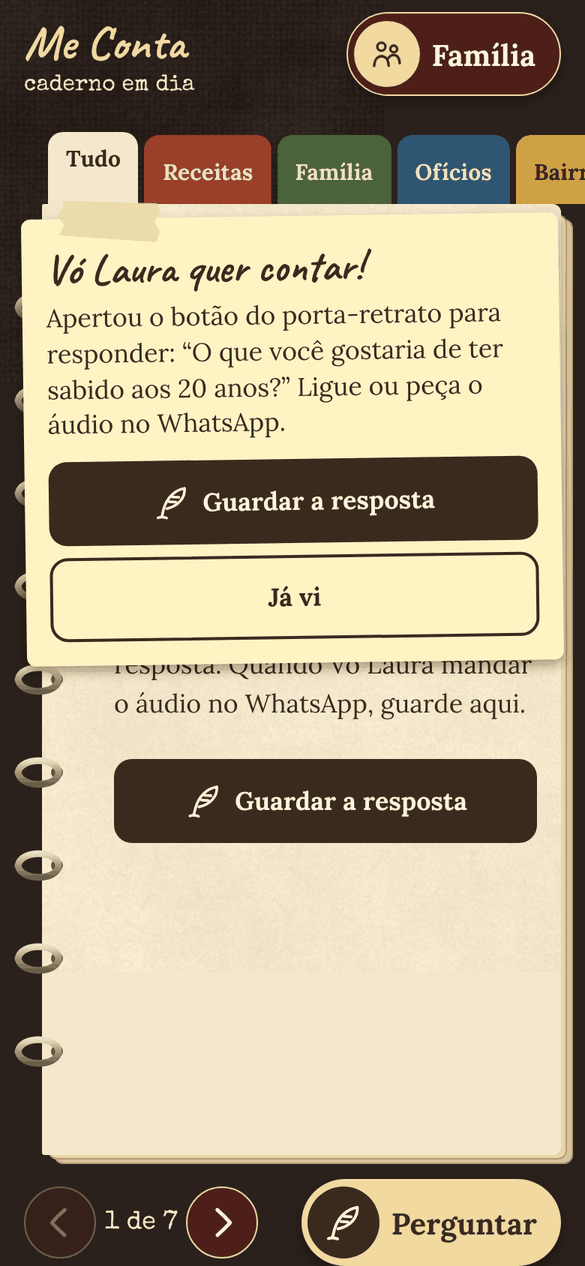 Me Conta
caderno em dia
Família
Tudo
Receitas
Família
Ofícios
Bairr
Vó Laura quer contar!
Apertou o botão do porta-retrato para
responder: “O que você gostaria de ter
sabido aos 20 anos?” Ligue ou peça o
áudio no WhatsApp.
Guardar a resposta
Já vi
resposta. Quando Vó Laura mandar
o áudio no WhatsApp, guarde aqui.
Guardar a resposta
1 de 7
Perguntar